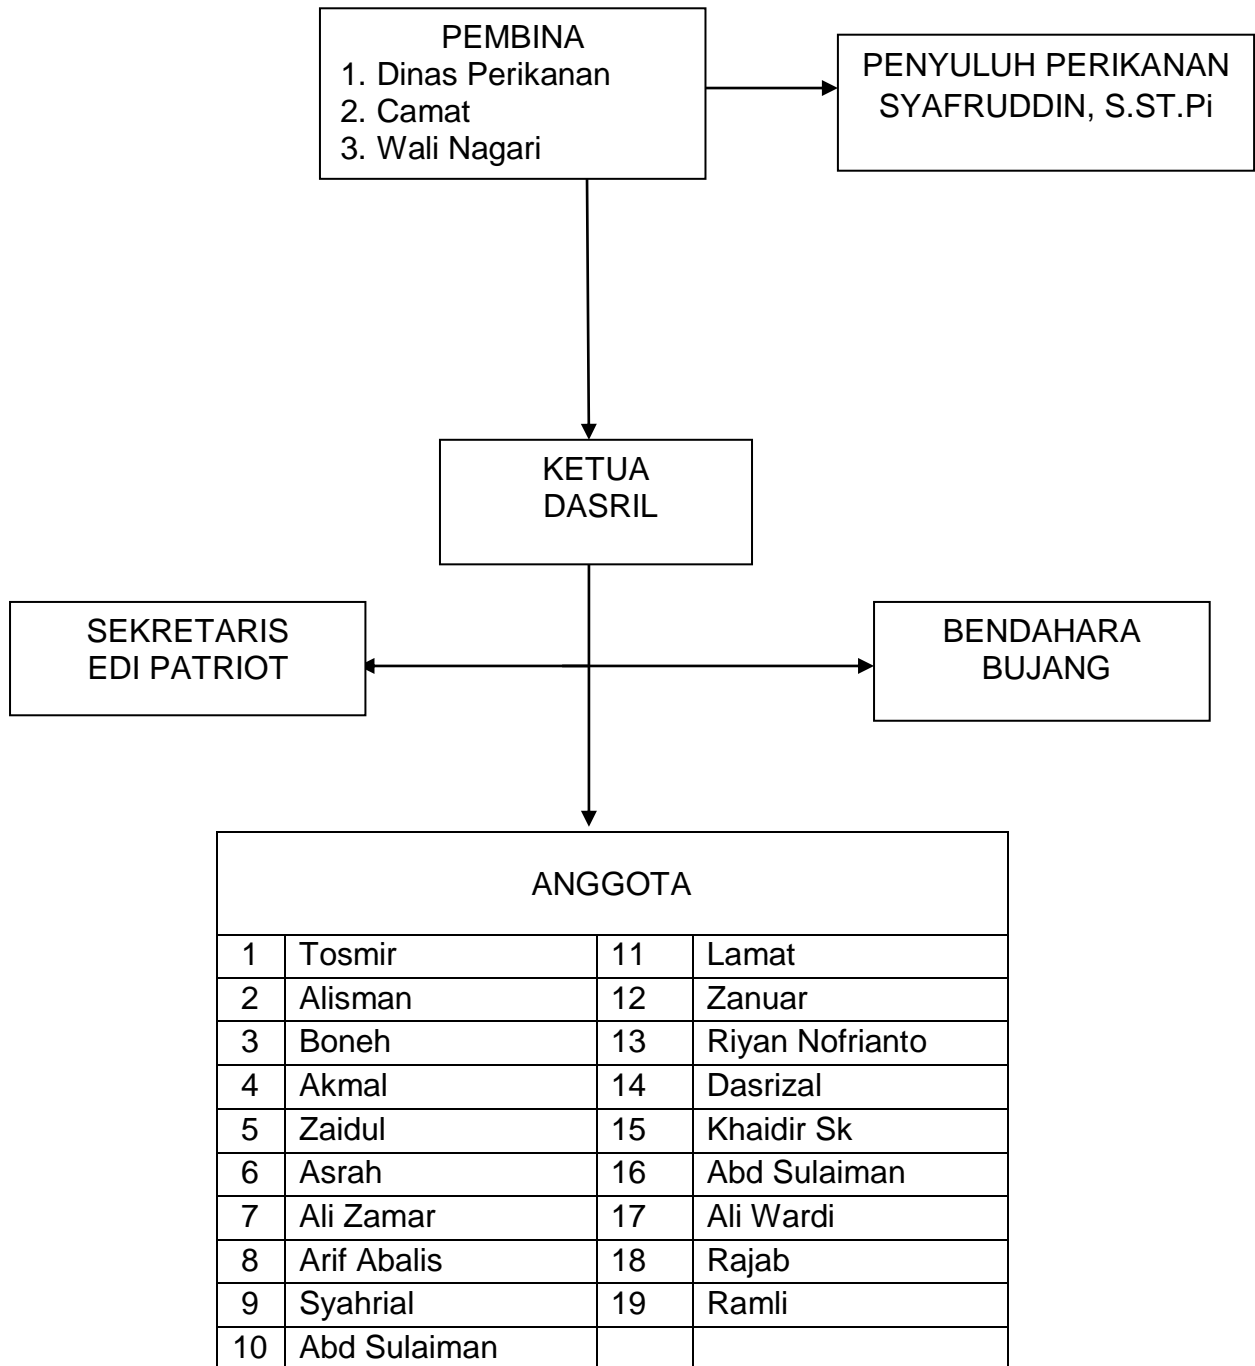 PEMBINA
1. Dinas Perikanan
2. Camat
3. Wali Nagari
PENYULUH PERIKANAN
SYAFRUDDIN, S.ST.Pi
KETUA
DASRIL
SEKRETARIS
EDI PATRIOT
BENDAHARA
BUJANG
ANGGOTA
1 Tosmir 11 Lamat
2 Alisman 12 Zanuar
3 Boneh 13 Riyan Nofrianto
4 Akmal 14 Dasrizal
5 Zaidul 15 Khaidir Sk
6 Asrah 16 Abd Sulaiman
7 Ali Zamar 17 Ali Wardi
8 Arif Abalis 18 Rajab
9 Syahrial 19 Ramli
10 Abd Sulaiman